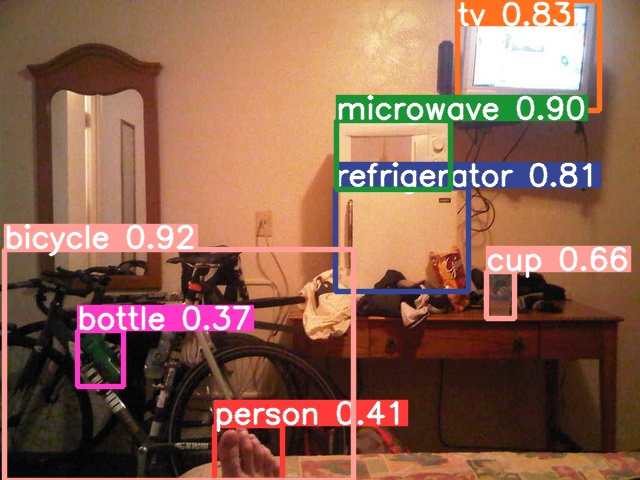 tv 0.83
microwave 0.90
refrigerator 0.81
bicycle 0.92
cup 0.66
bottle 0.37
person 0.41